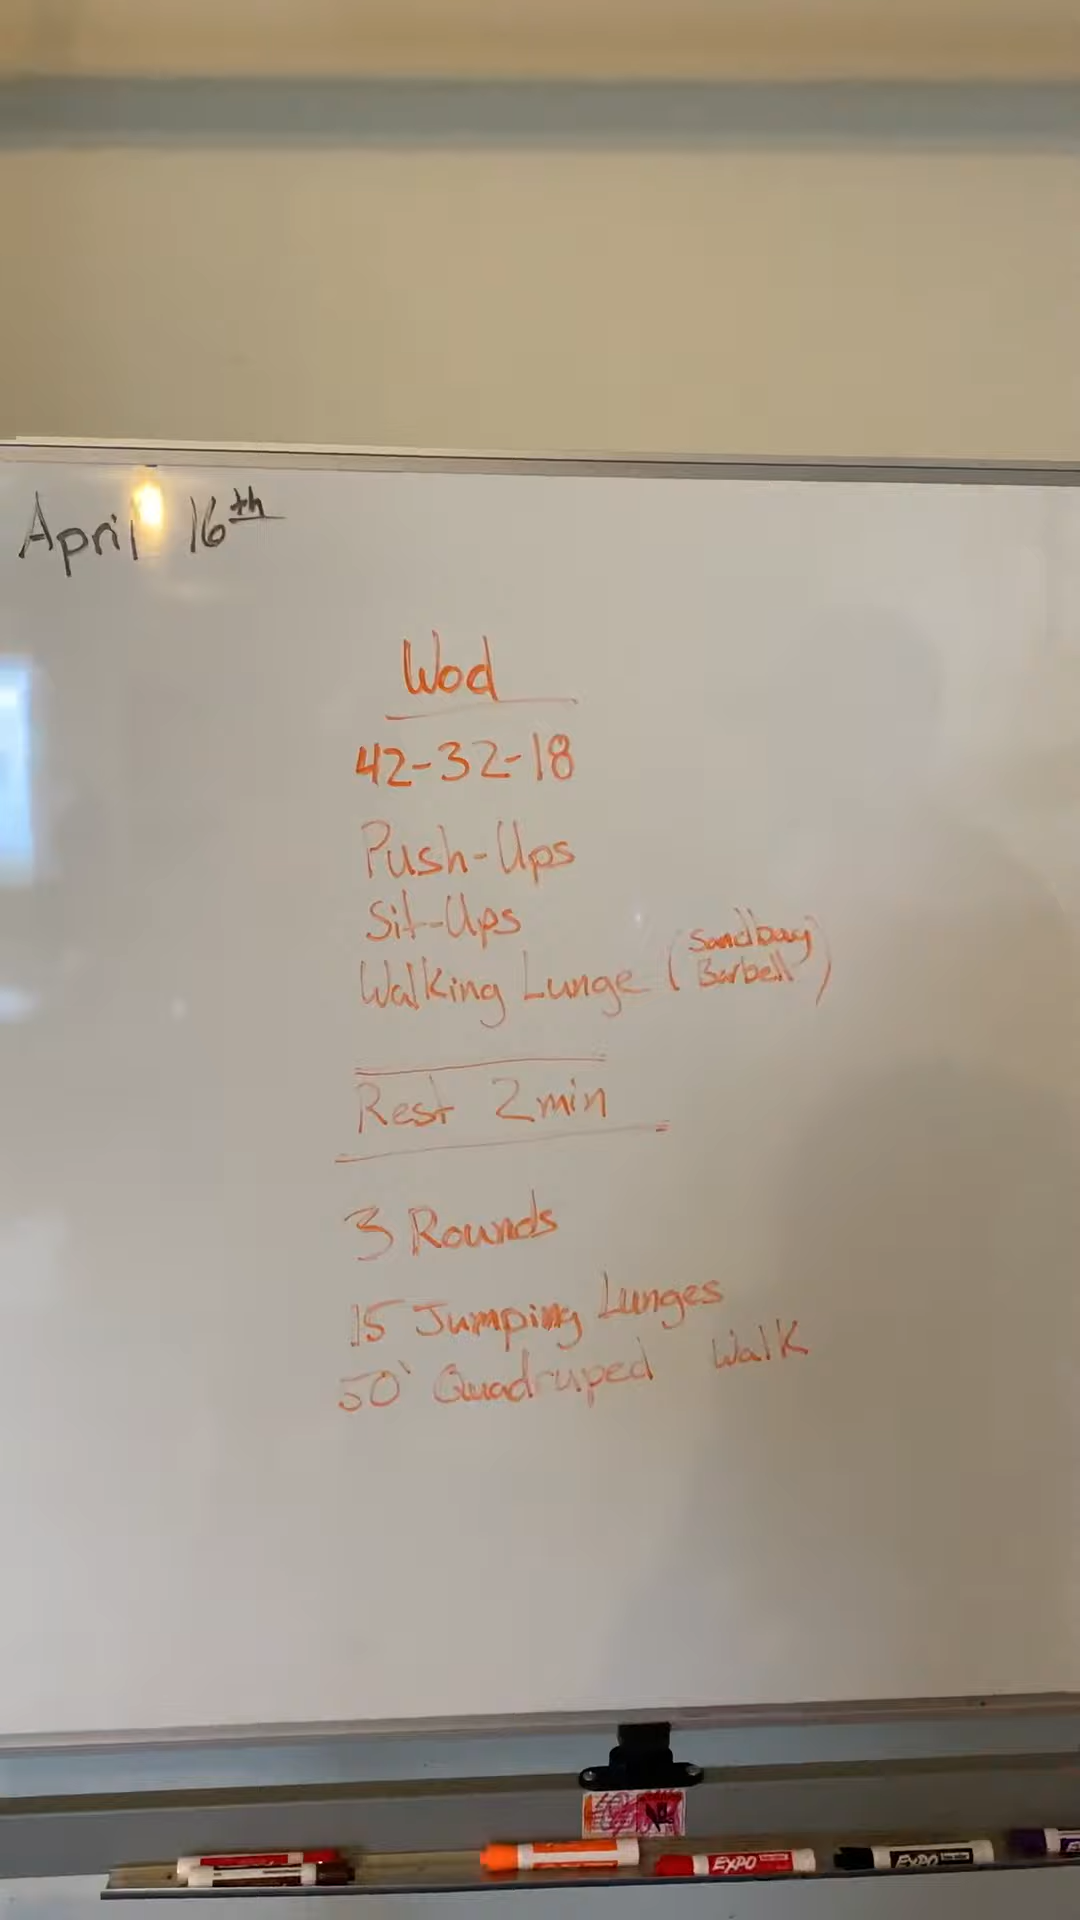 April 16th
Wod
42-32-18
Push-Ups
Sit-Ups
Walking Lunge (Sandbag
Barbell)
Rest 2min
3 Rounds
15 Jumping Lunges
50' Quadruped Walk
EXPO
EXPO